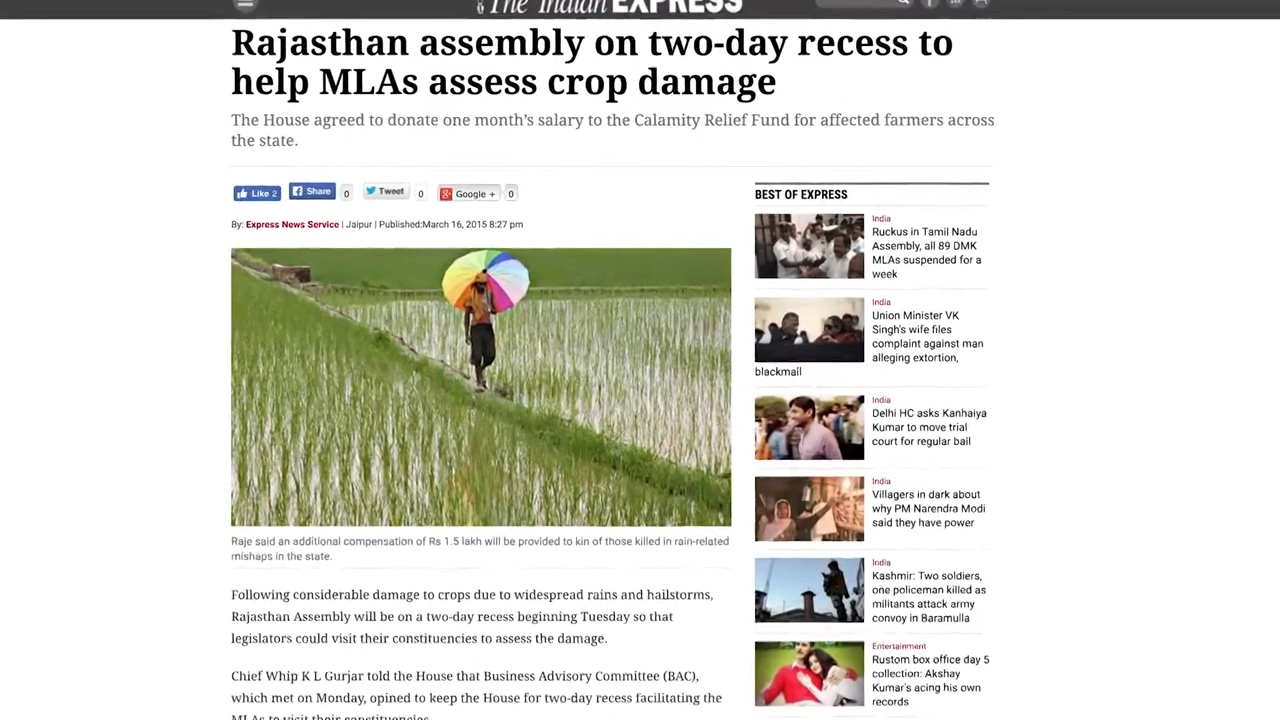 The Indian EXPRESS
Rajasthan assembly on two-day recess to
help MLAs assess crop damage
The House agreed to donate one month's salary to the Calamity Relief Fund for affected farmers across
the state.
Like 2
Share
0
Tweet
0
Google +
0
By: Express News Service | Jaipur | Published:March 16, 2015 8:27 pm
Raje said an additional compensation of Rs 1.5 lakh will be provided to kin of those killed in rain-related
mishaps in the state.
Following considerable damage to crops due to widespread rains and hailstorms,
Rajasthan Assembly will be on a two-day recess beginning Tuesday so that
legislators could visit their constituencies to assess the damage.
Chief Whip K L Gurjar told the House that Business Advisory Committee (BAC),
which met on Monday, opined to keep the House for two-day recess facilitating the
MLAs to visit their constituencies.
BEST OF EXPRESS
India
Ruckus in Tamil Nadu
Assembly, all 89 DMK
MLAs suspended for a
week
India
Union Minister VK
Singh's wife files
complaint against man
alleging extortion,
blackmail
India
Delhi HC asks Kanhaiya
Kumar to move trial
court for regular bail
India
Villagers in dark about
why PM Narendra Modi
said they have power
India
Kashmir: Two soldiers,
one policeman killed as
militants attack army
convoy in Baramulla
Entertainment
Rustom box office day 5
collection: Akshay
Kumar's acing his own
records